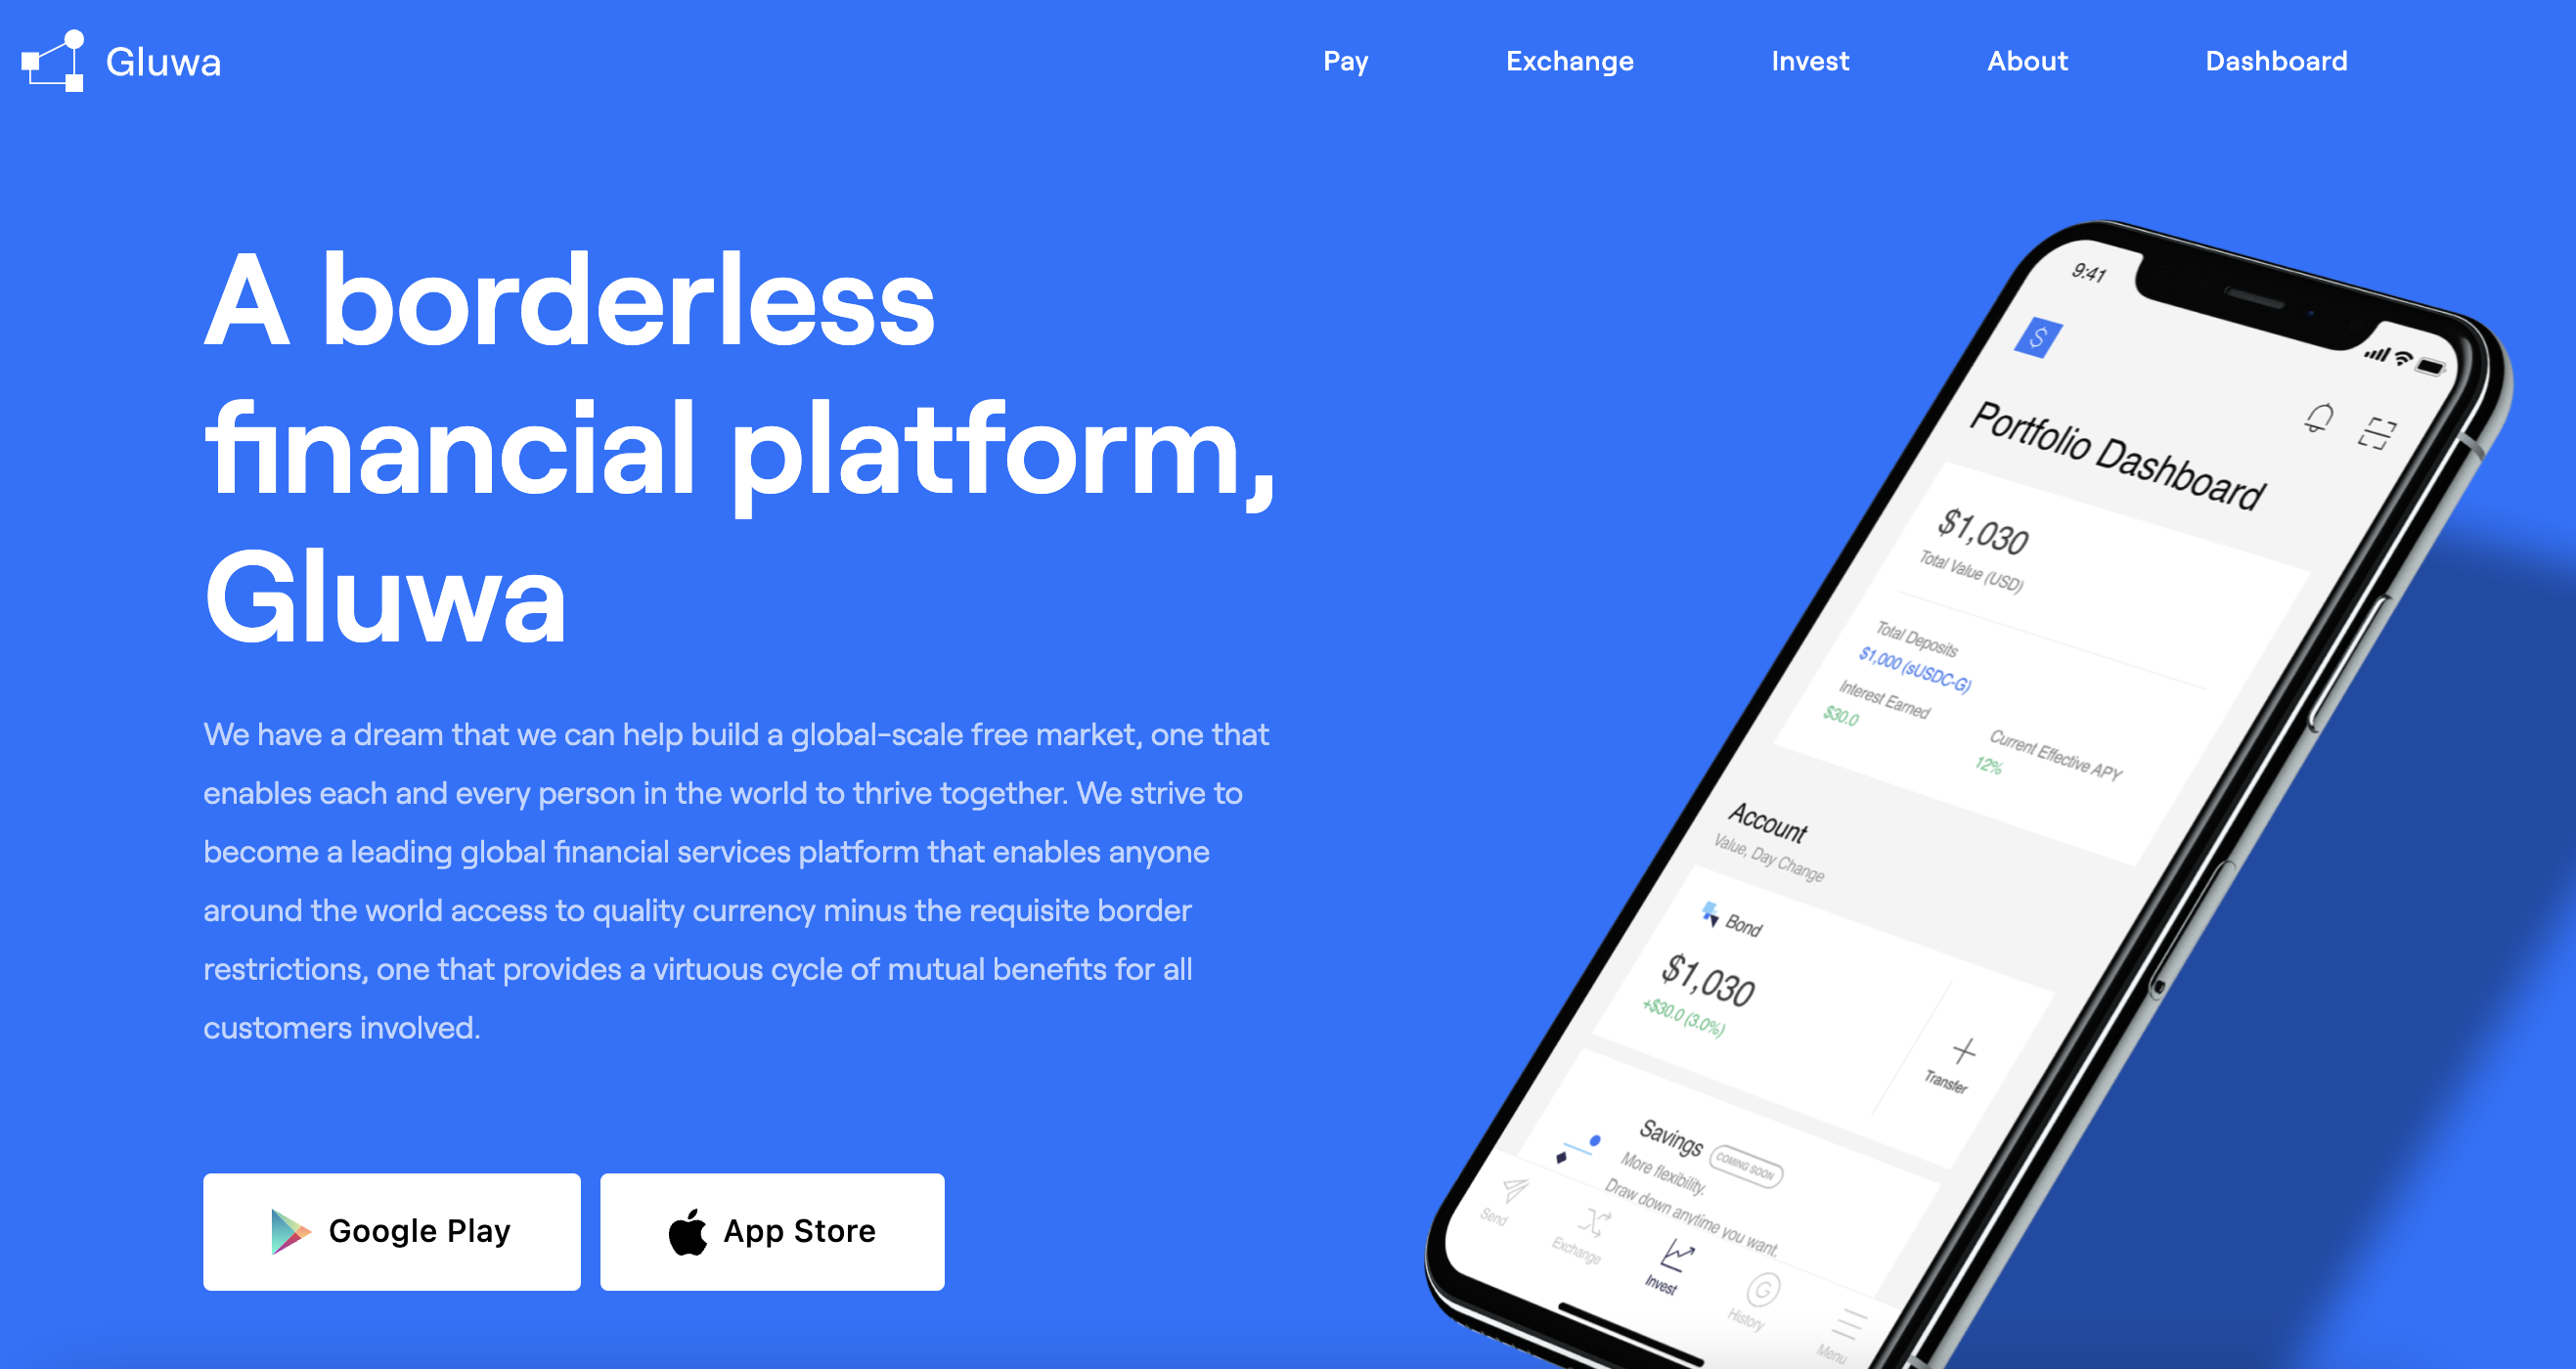 Gluwa
Pay
Exchange
Invest
About
Dashboard
A borderless
financial platform,
Gluwa
We have a dream that we can help build a global-scale free market, one that
enables each and every person in the world to thrive together. We strive to
become a leading global financial services platform that enables anyone
around the world access to quality currency minus the requisite border
restrictions, one that provides a virtuous cycle of mutual benefits for all
customers involved.
Google Play
App Store
9:41
$
Portfolio Dashboard
$1,030
Total Value (USD)
Total Deposits
$1,000 (sUSDC-G)
Interest Earned
$30.0
Current Effective APY
12%
Account
Value, Day Change
Bond
$1,030
+$30.0 (3.0%)
Transfer
Savings
COMING SOON
More flexibility.
Draw down anytime you want.
Send
Exchange
Invest
G
History
Menu